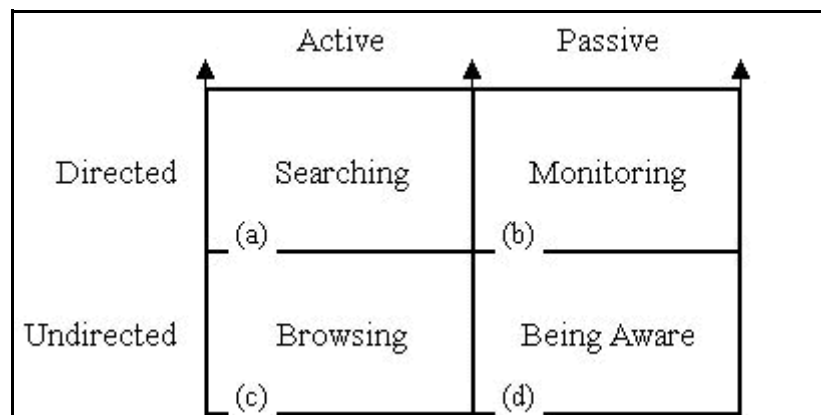 Active Passive
Directed Searching Monitoring
(a) (b)
Undirected Browsing Being Aware
(c) (d)